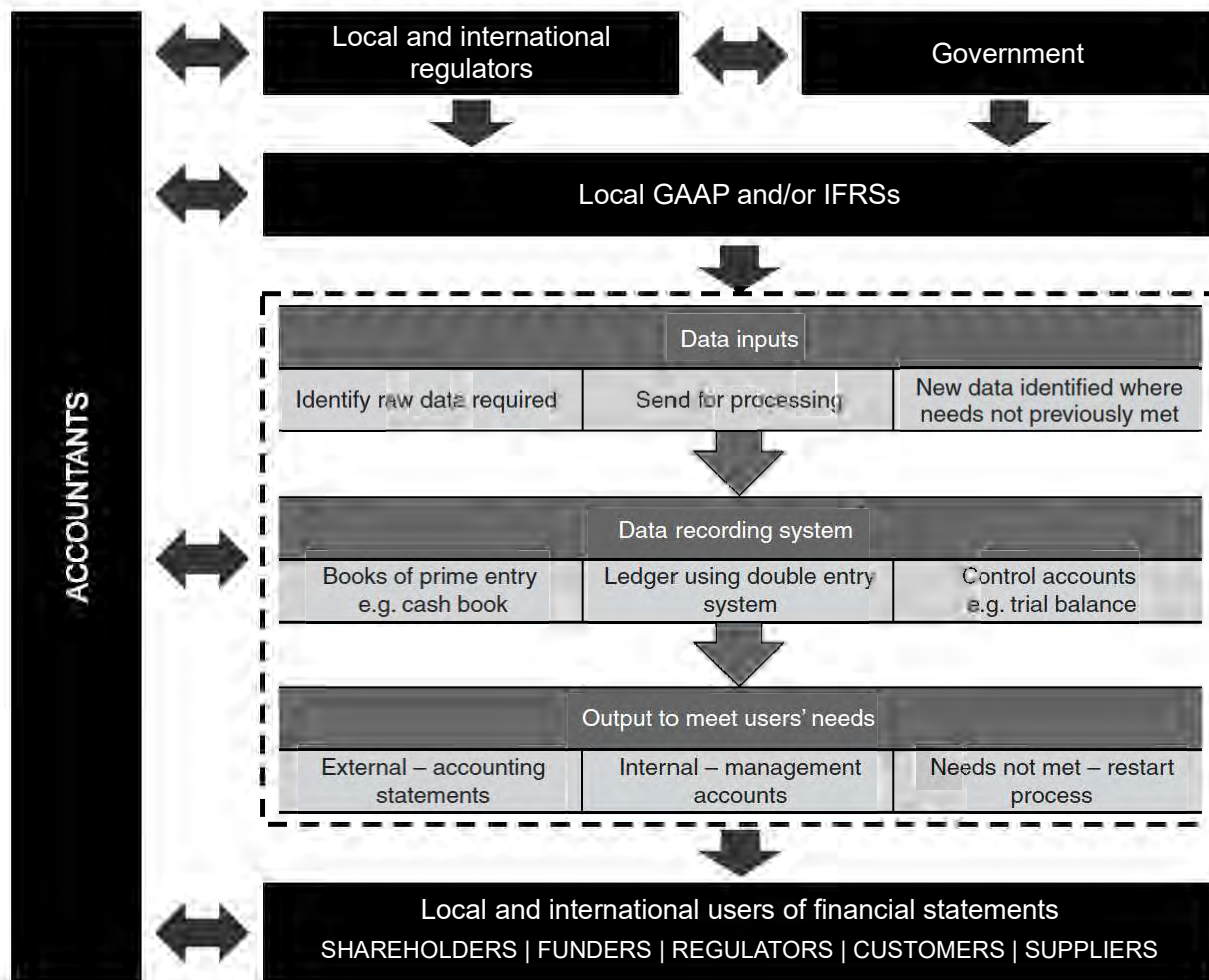 ACCOUNTANTS
Local and international
regulators
Government
Local GAAP and/or IFRSs
Data inputs
Identify raw data required
Send for processing
New data identified where
needs not previously met
Data recording system
Books of prime entry
e.g. cash book
Ledger using double entry
system
Control accounts
e.g. trial balance
Output to meet users’ needs
External – accounting
statements
Internal – management
accounts
Needs not met – restart
process
Local and international users of financial statements
SHAREHOLDERS | FUNDERS | REGULATORS | CUSTOMERS | SUPPLIERS